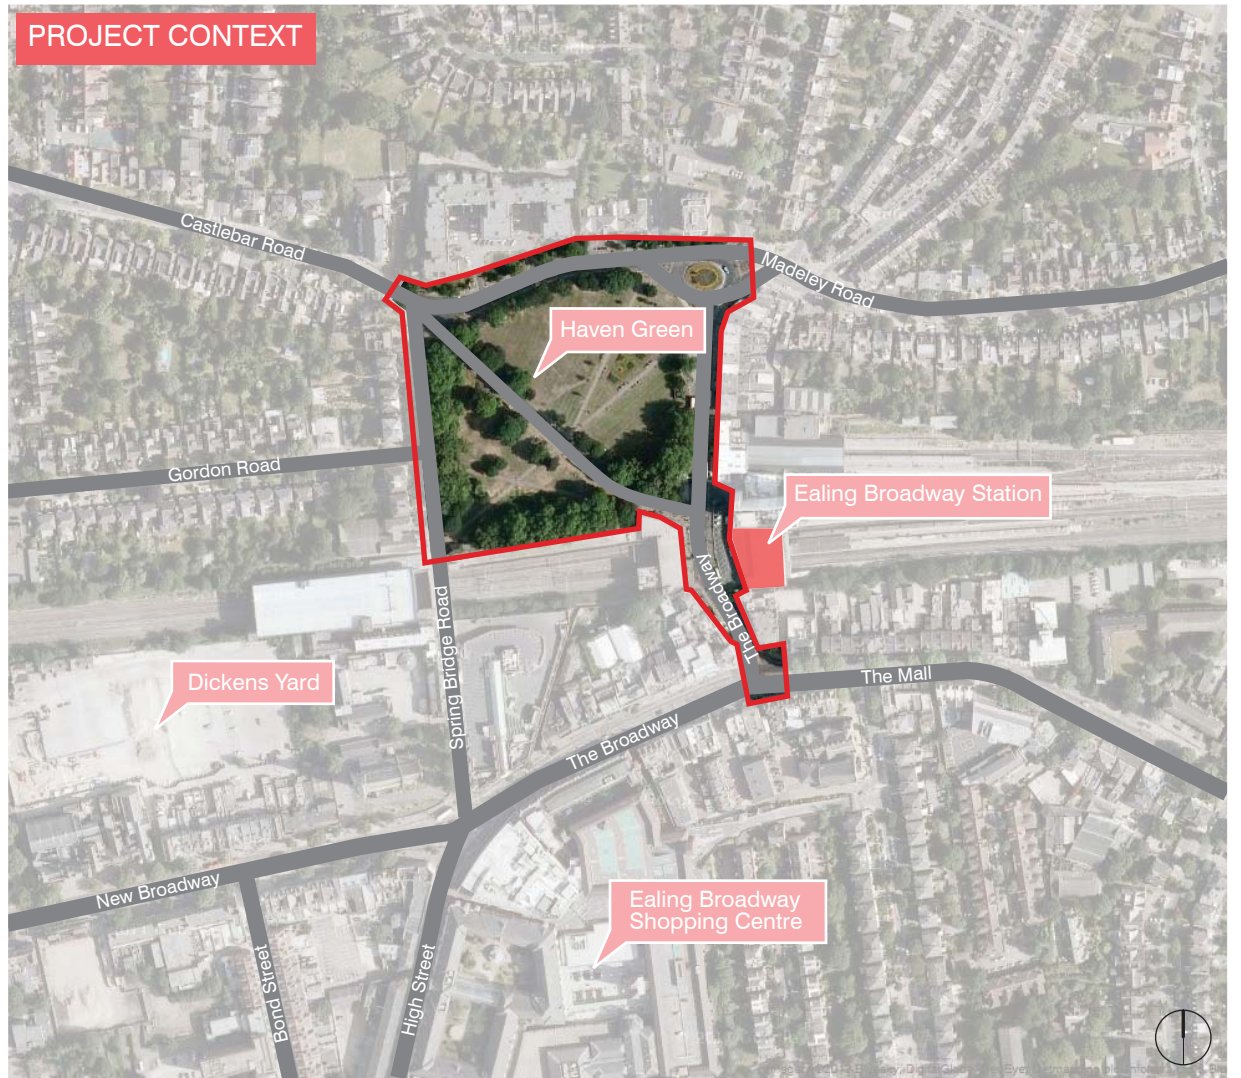 PROJECT CONTEXT
Castlebar Road
Madeley Road
Haven Green
Gordon Road
Ealing Broadway Station
The Broadway
Spring Bridge Road
The Mall
Dickens Yard
The Broadway
New Broadway
Ealing Broadway
Shopping Centre
Bond Street
High Street